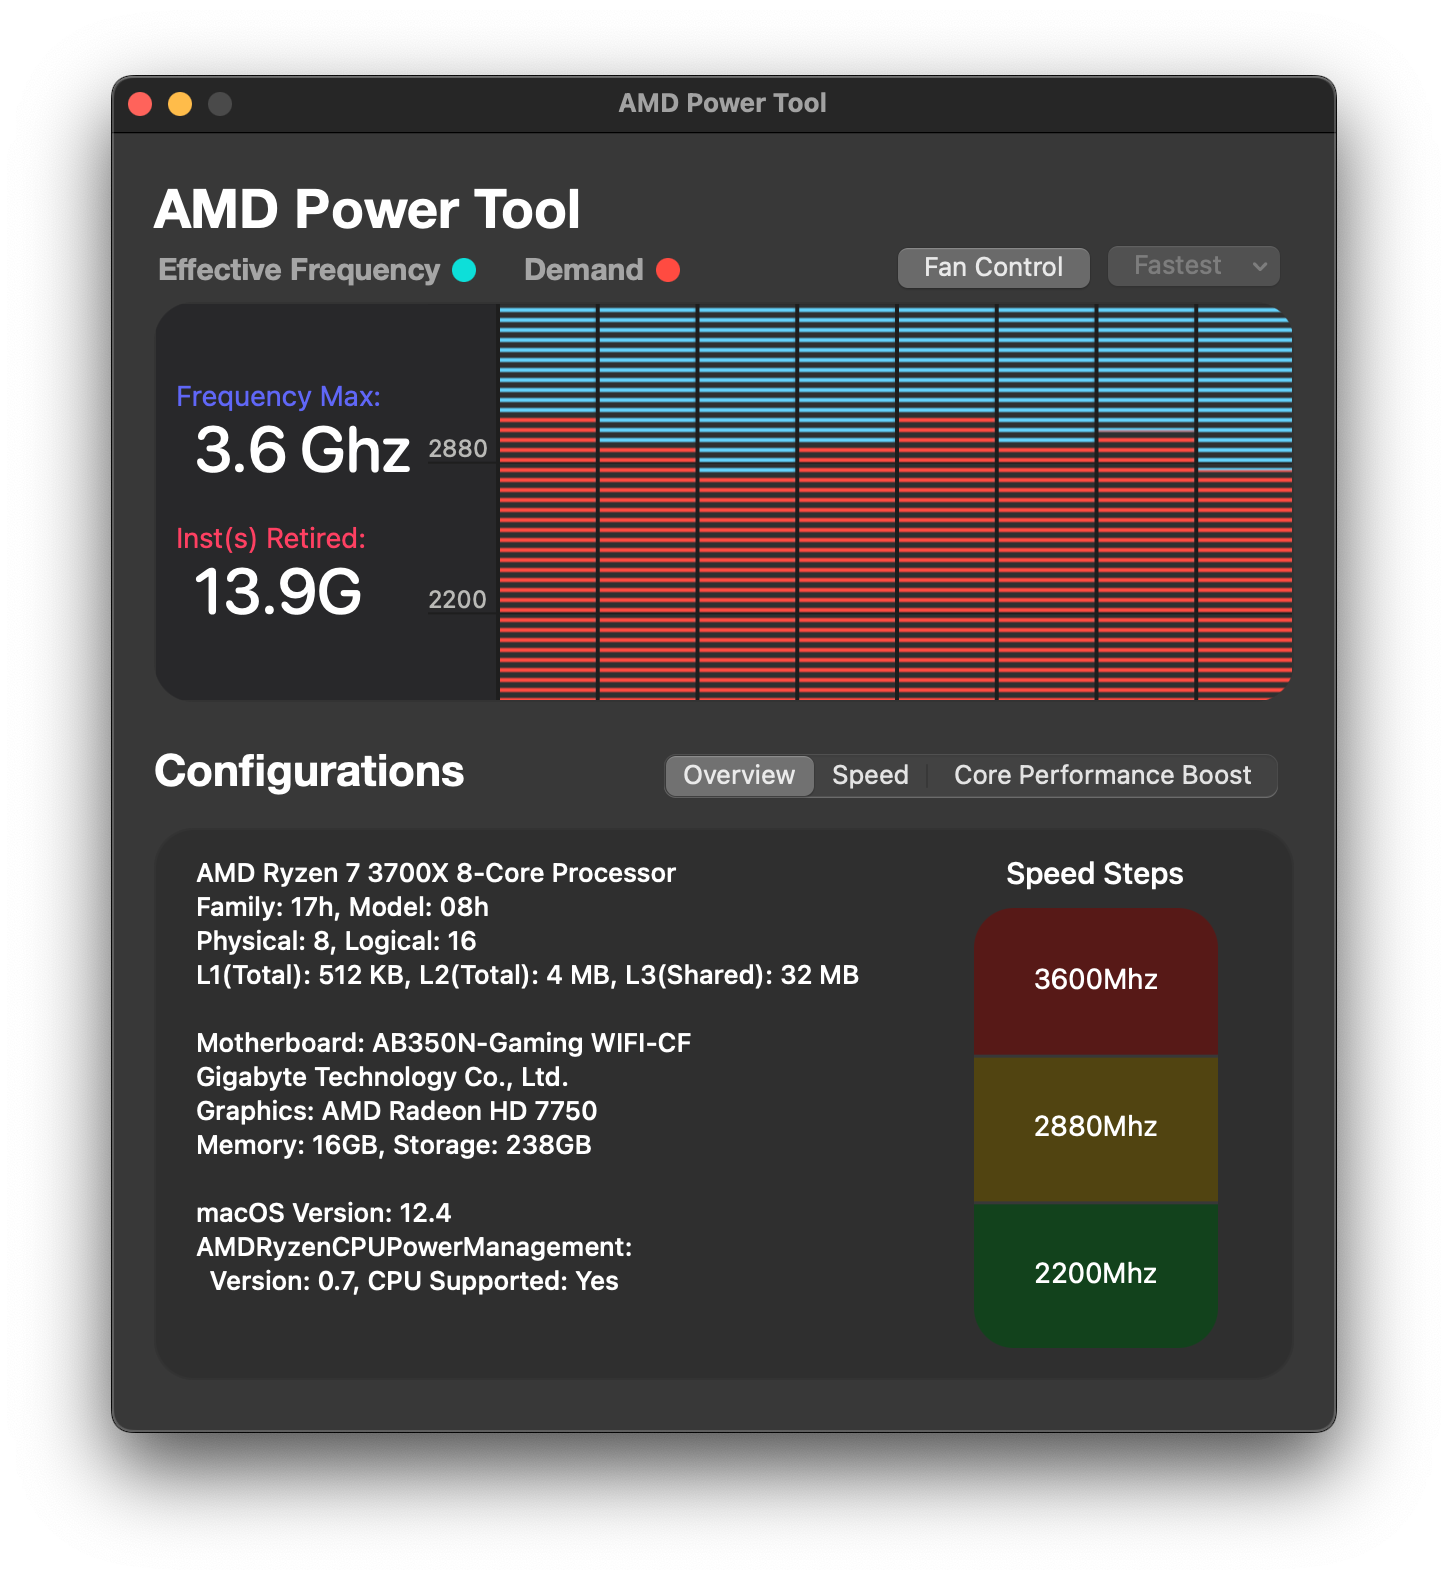 AMD Power Tool
AMD Power Tool
Effective Frequency
Demand
Fan Control
Fastest
Frequency Max:
3.6 Ghz
2880
Inst(s) Retired:
13.9G
2200
Configurations
Overview
Speed
Core Performance Boost
AMD Ryzen 7 3700X 8-Core Processor
Family: 17h, Model: 08h
Physical: 8, Logical: 16
L1(Total): 512 KB, L2(Total): 4 MB, L3(Shared): 32 MB
Motherboard: AB350N-Gaming WIFI-CF
Gigabyte Technology Co., Ltd.
Graphics: AMD Radeon HD 7750
Memory: 16GB, Storage: 238GB
macOS Version: 12.4
AMDRyzenCPUPowerManagement:
Version: 0.7, CPU Supported: Yes
Speed Steps
3600Mhz
2880Mhz
2200Mhz